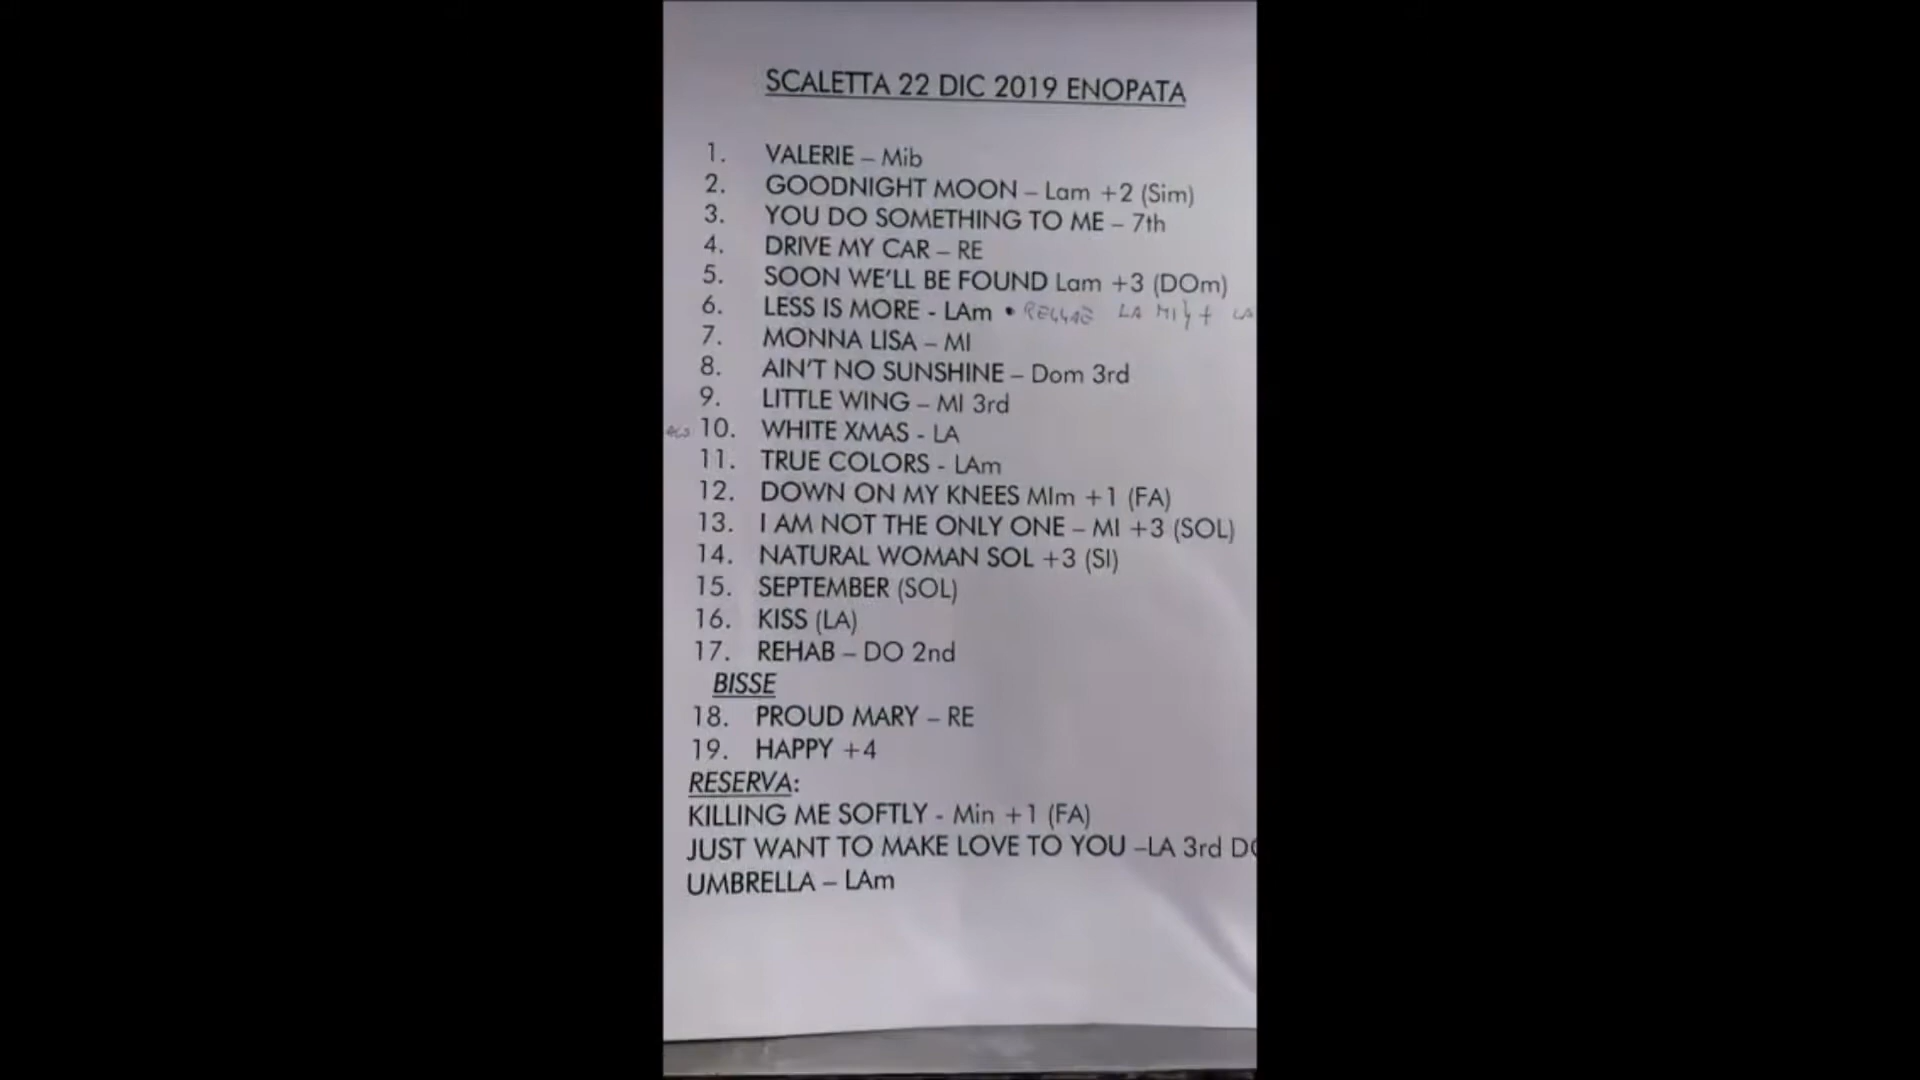 SCALETTA 22 DIC 2019 ENOPATA
1. VALERIE – Mib
2. GOODNIGHT MOON – Lam +2 (Sim)
3. YOU DO SOMETHING TO ME – 7th
4. DRIVE MY CAR – RE
5. SOON WE'LL BE FOUND Lam +3 (DOm)
6. LESS IS MORE - LAm • REGGAE LA MI
7. MONNA LISA – MI
8. AIN'T NO SUNSHINE – Dom 3rd
9. LITTLE WING – MI 3rd
10. WHITE XMAS - LA
11. TRUE COLORS - LAm
12. DOWN ON MY KNEES MIm +1 (FA)
13. I AM NOT THE ONLY ONE – MI +3 (SOL)
14. NATURAL WOMAN SOL +3 (SI)
15. SEPTEMBER (SOL)
16. KISS (LA)
17. REHAB – DO 2nd
BISSE
18. PROUD MARY – RE
19. HAPPY +4
RESERVA:
KILLING ME SOFTLY - Min +1 (FA)
JUST WANT TO MAKE LOVE TO YOU –LA 3rd
UMBRELLA – LAm